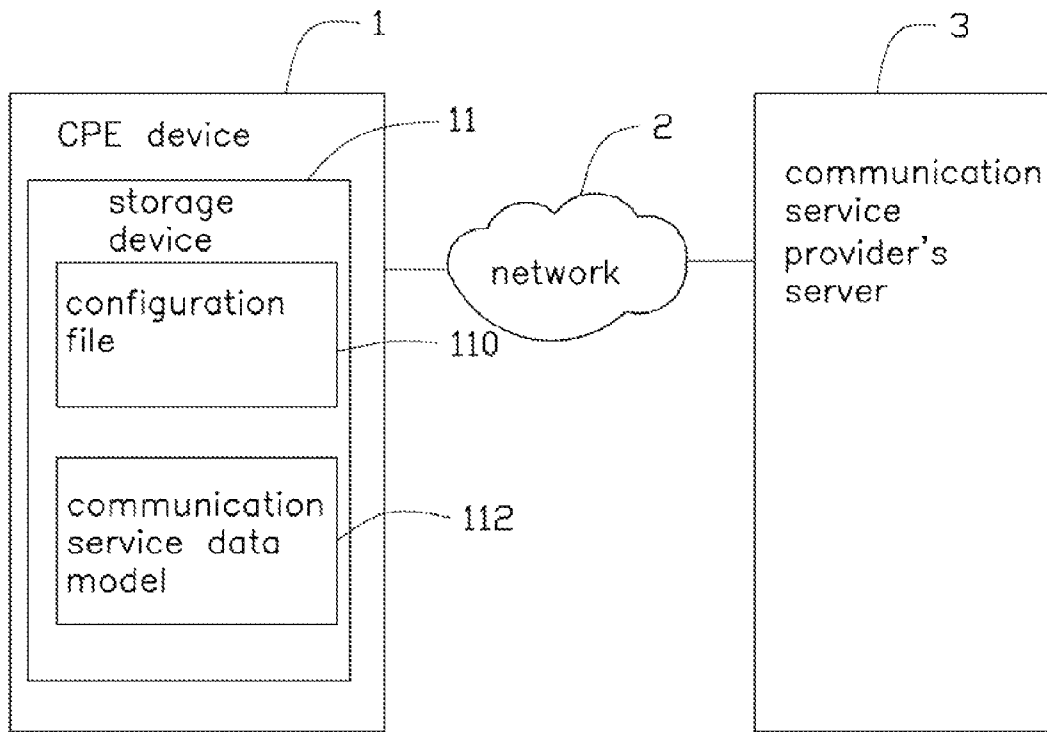 1
CPE device
11
storage
device
configuration
file
110
communication
service data
model
112
2
network
3
communication
service
provider's
server